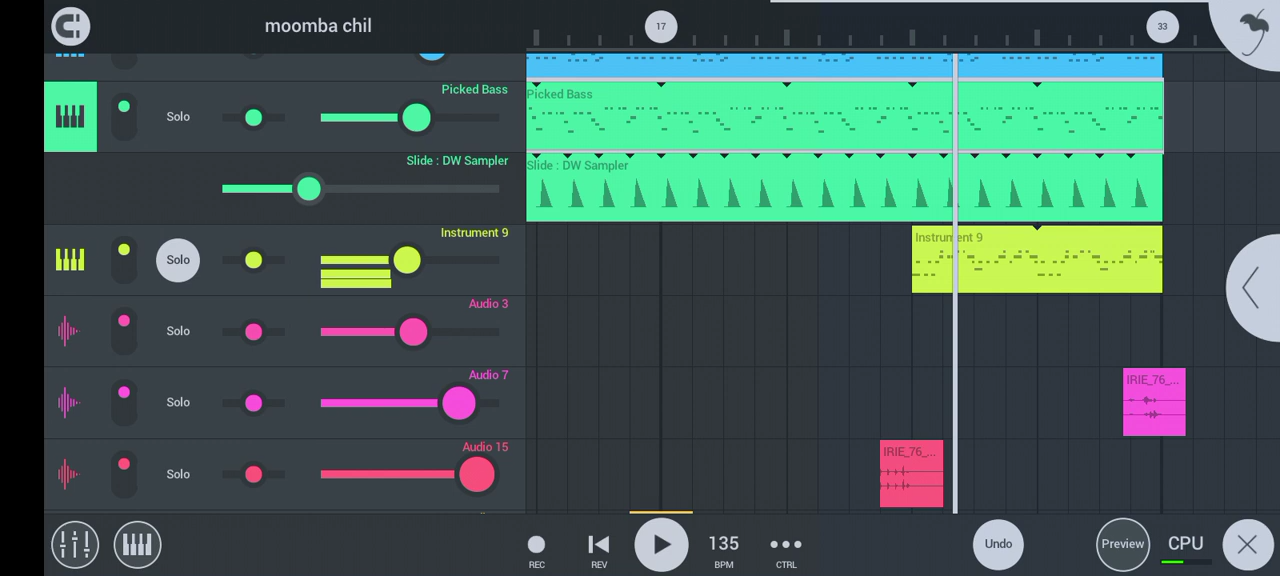 moomba chil
17
33
Picked Bass
Solo
Picked Bass
Slide : DW Sampler
Slide : DW Sampler
Instrument 9
Solo
Instrument 9
Audio 3
Solo
Audio 7
Solo
IRIE_76_...
Audio 15
Solo
IRIE_76_...
REC
REV
135
BPM
CTRL
Undo
Preview
CPU